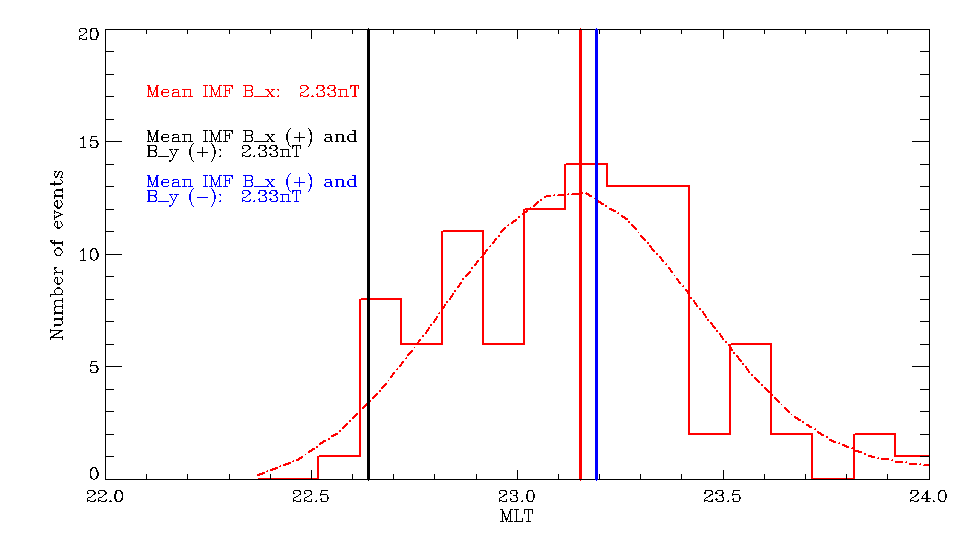 20
Mean IMF B_x: 2.33nT
Mean IMF B_x (+) and
B_y (+): 2.33nT
15
Mean IMF B_x (+) and
B_y (−): 2.33nT
Number of events
10
5
0
22.0 22.5 23.0 23.5 24.0
MLT